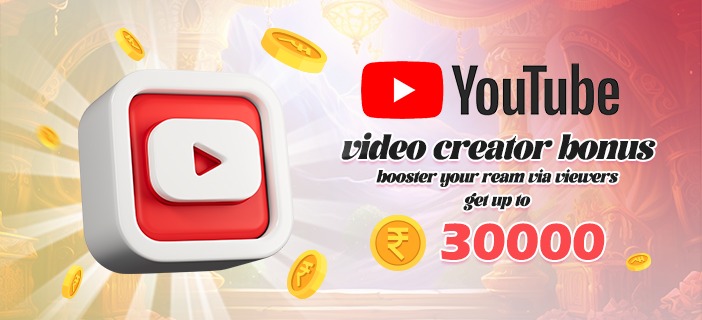 YouTube
video creator bonus
booster your ream via viewers
get up to
₹ 30000